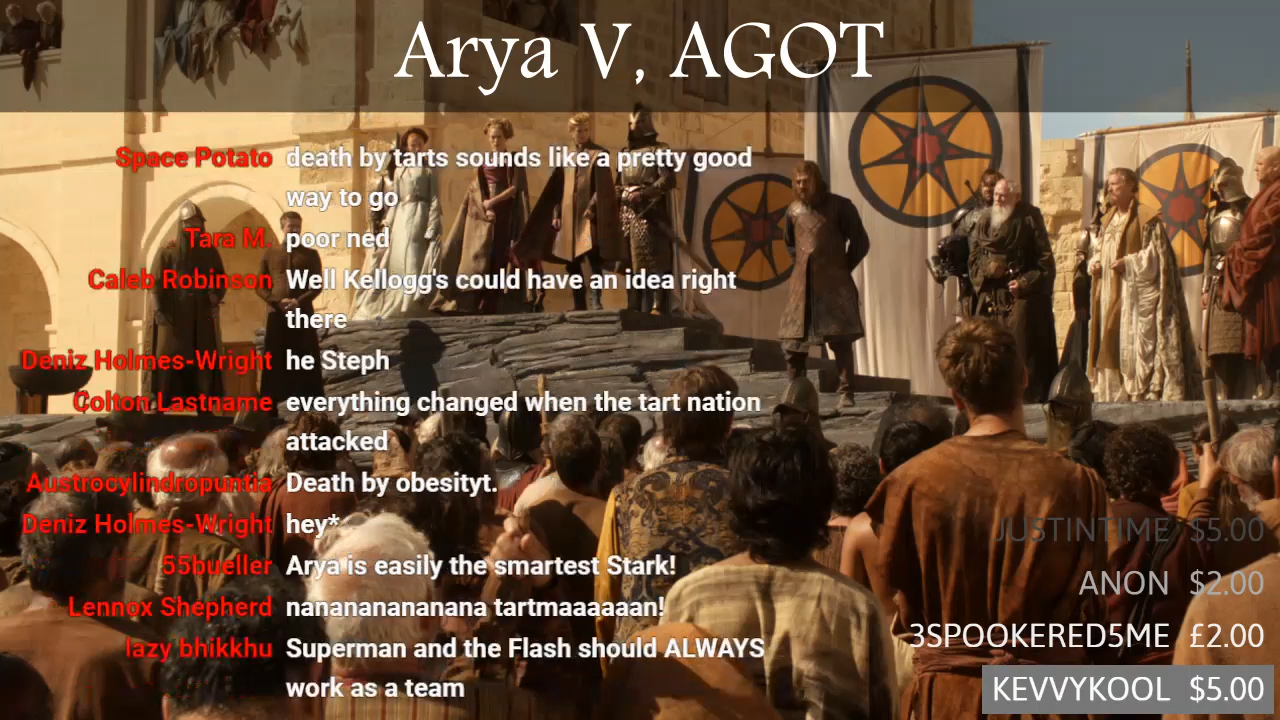 Arya V, AGOT
Space Potato death by tarts sounds like a pretty good
way to go
Tara M. poor ned
Caleb Robinson Well Kellogg's could have an idea right
there
Deniz Holmes-Wright he Steph
Colton Lastname everything changed when the tart nation
attacked
Austrocylindropuntia Death by obesityt.
Deniz Holmes-Wright hey*
55bueller Arya is easily the smartest Stark!
Lennox Shepherd nananananana tartmaaaaaan!
lazy bhikkhu Superman and the Flash should ALWAYS
work as a team
JUSTINTIME $5.00
ANON $2.00
3SPOOKERED5ME £2.00
KEVVYKOOL $5.00